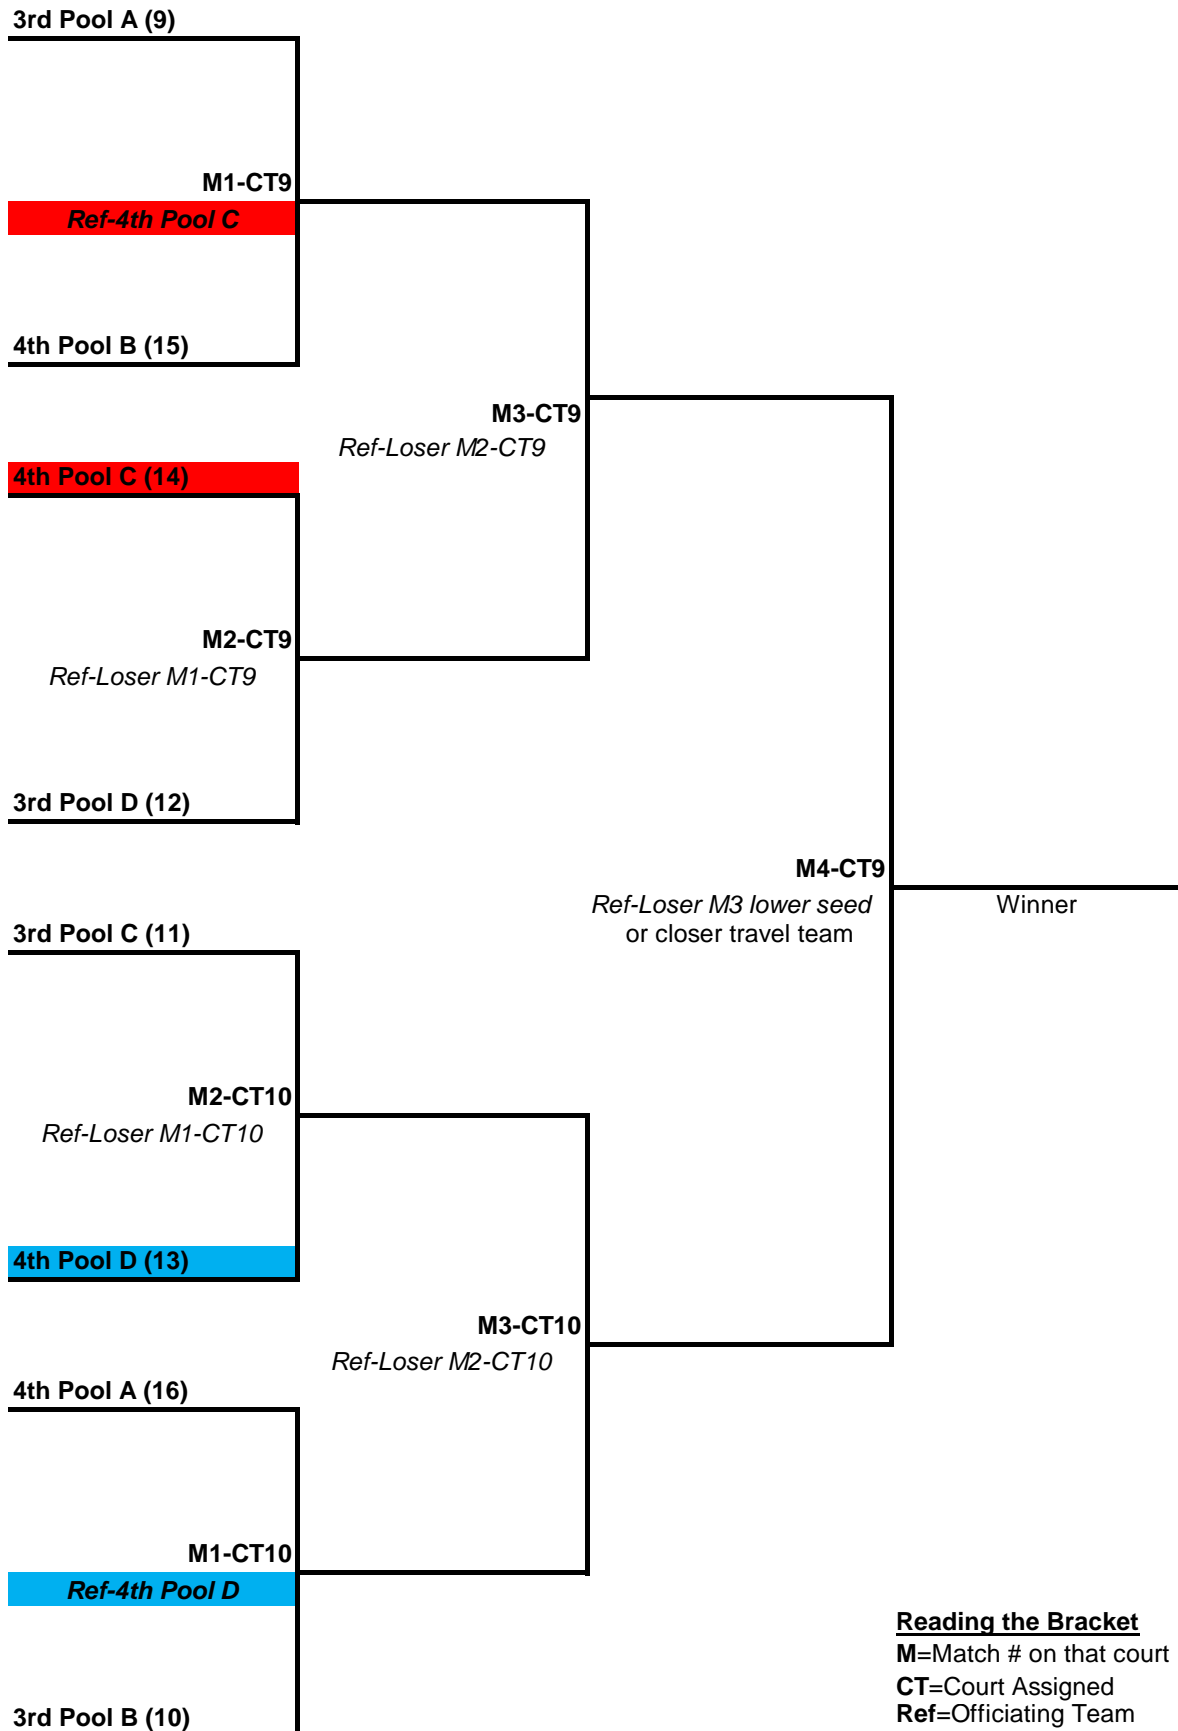 3rd Pool A (9)
M1-CT9
Ref-4th Pool C
4th Pool B (15)
M3-CT9
Ref-Loser M2-CT9
4th Pool C (14)
M2-CT9
Ref-Loser M1-CT9
3rd Pool D (12)
M4-CT9
Ref-Loser M3 lower seed
or closer travel team
Winner
3rd Pool C (11)
M2-CT10
Ref-Loser M1-CT10
4th Pool D (13)
M3-CT10
Ref-Loser M2-CT10
4th Pool A (16)
M1-CT10
Ref-4th Pool D
3rd Pool B (10)
Reading the Bracket
M=Match # on that court
CT=Court Assigned
Ref=Officiating Team